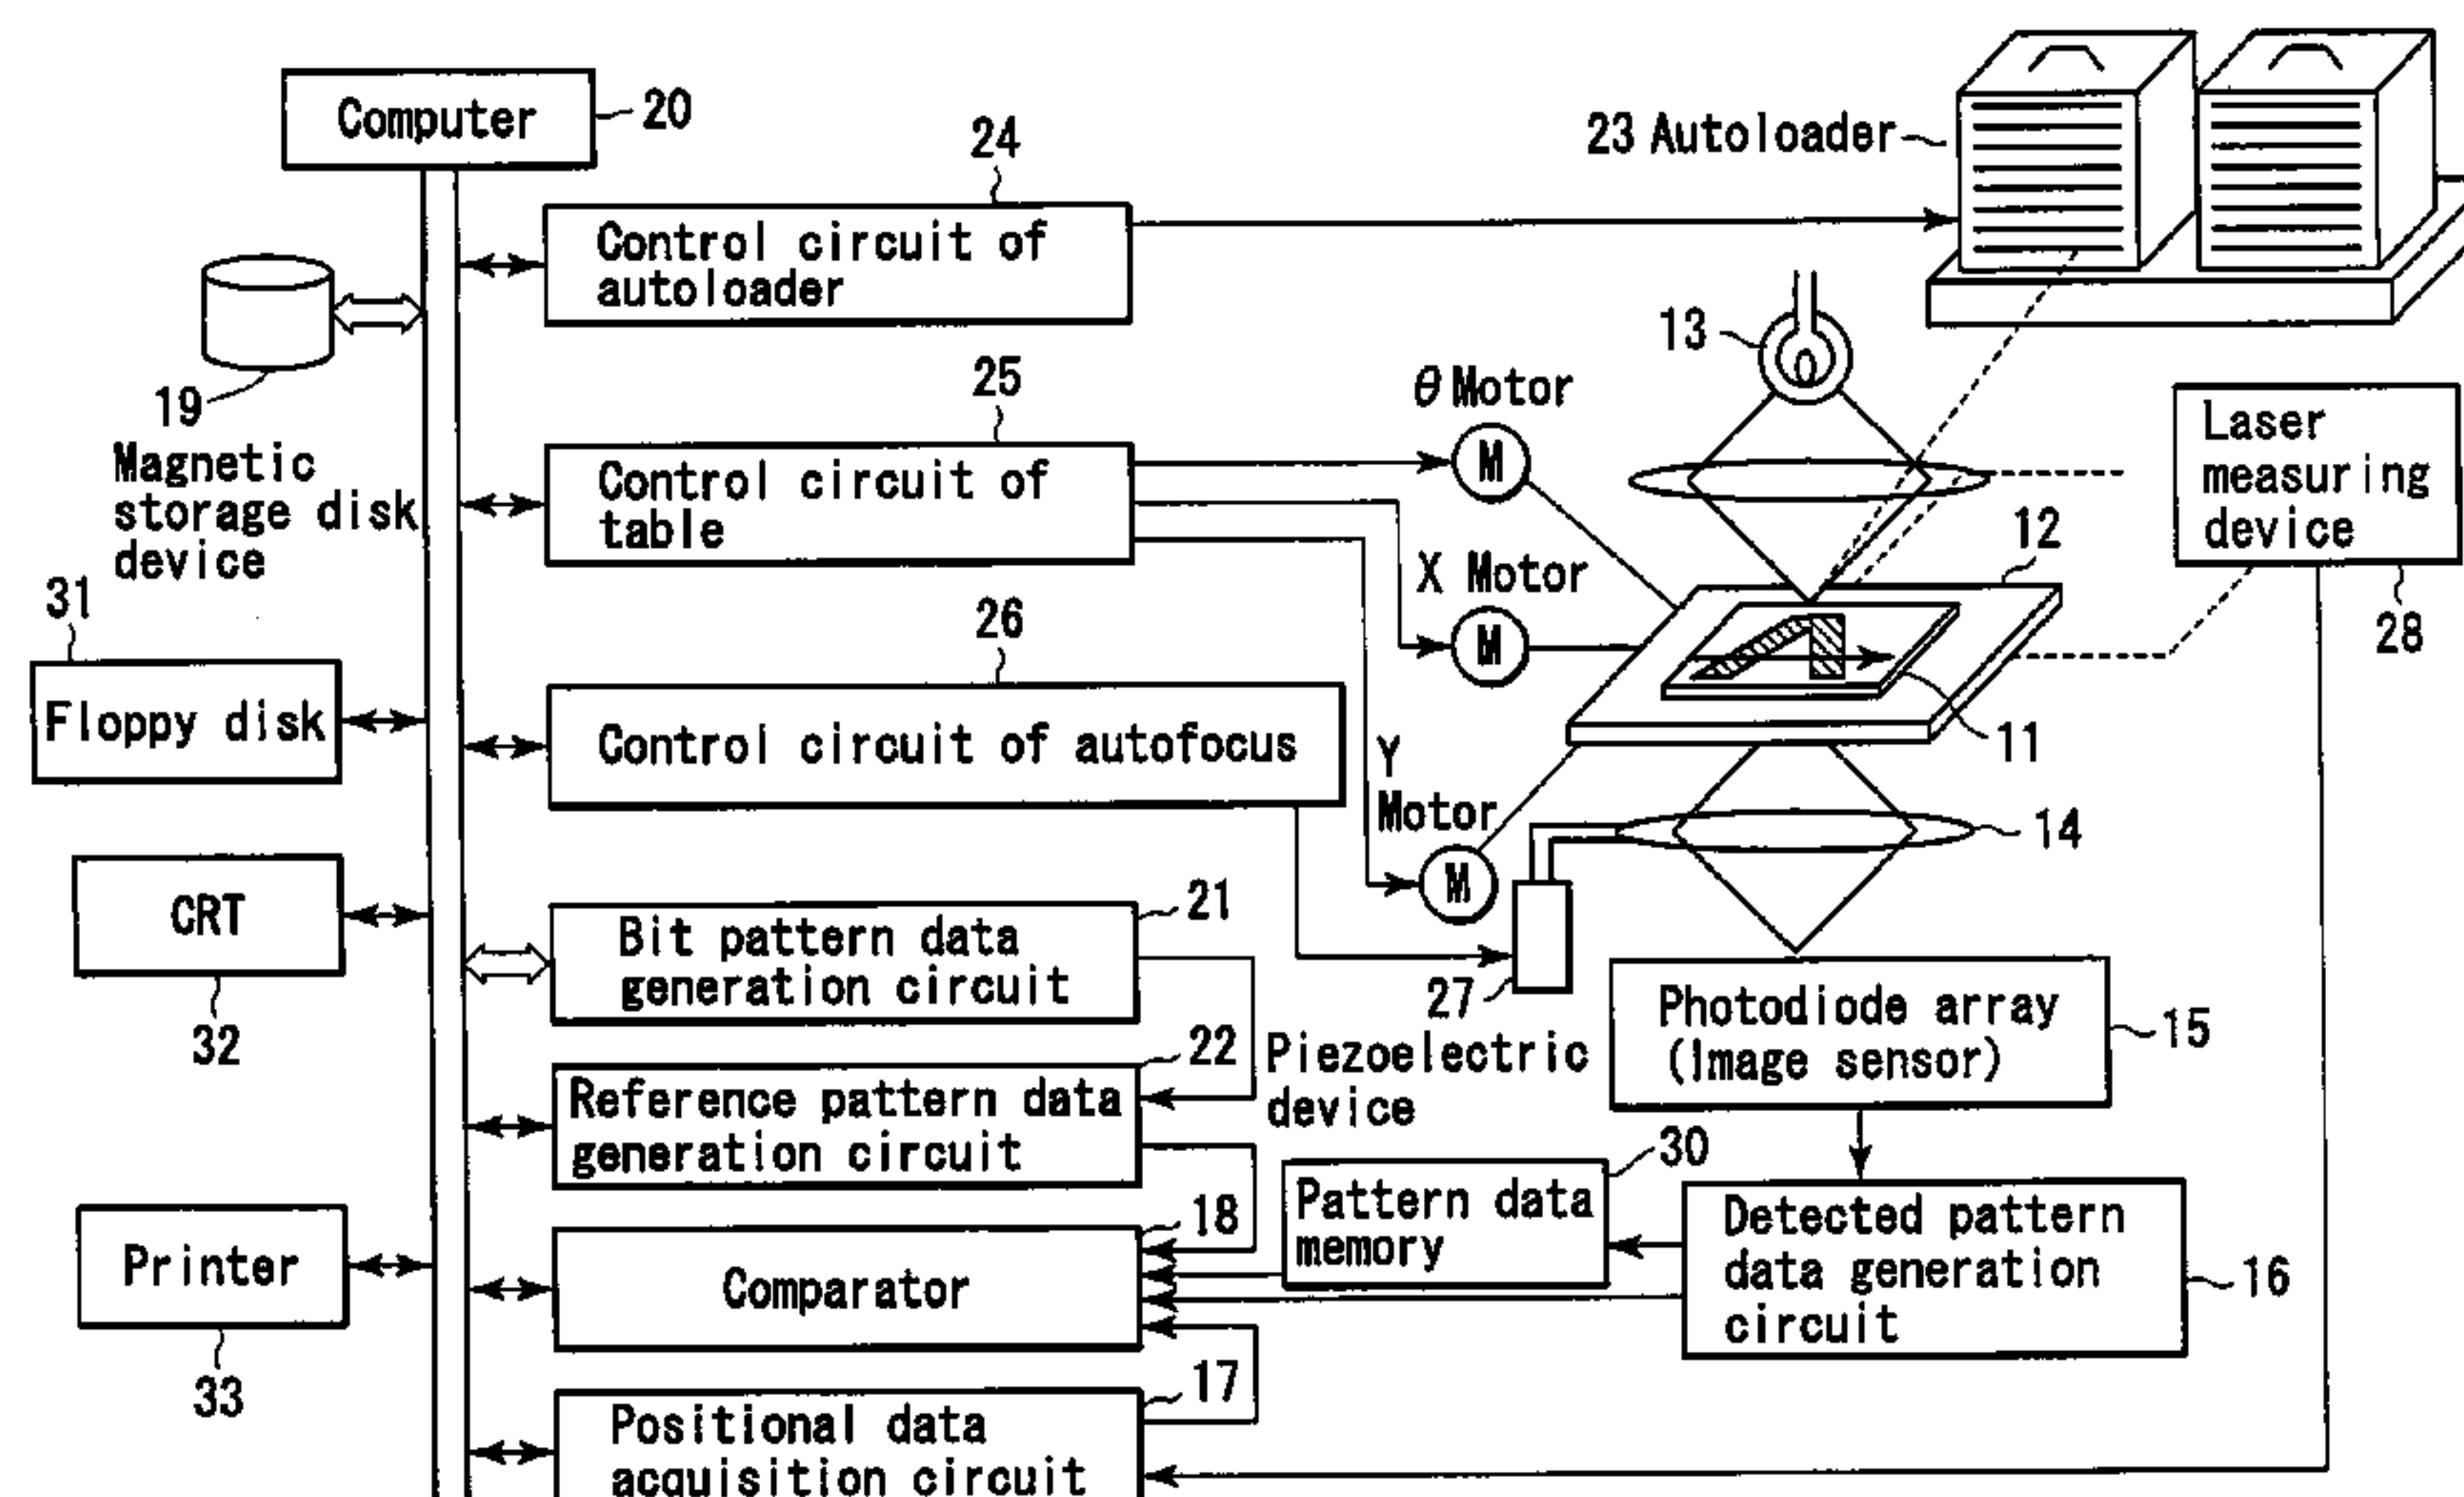 Computer
20
24
23 Autoloader
Control circuit of
autoloader
19
Magnetic
storage disk
device
25
Control circuit of
table
θ Motor
M
13
Laser
measuring
device
28
12
X Motor
M
11
31
Floppy disk
26
Control circuit of autofocus
Y
Motor
M
14
CRT
32
21
Bit pattern data
generation circuit
27
Piezoelectric
device
Photodiode array
(Image sensor)
15
22
Reference pattern data
generation circuit
30
Pattern data
memory
Detected pattern
data generation
circuit
16
18
Comparator
Printer
33
17
Positional data
acquisition circuit